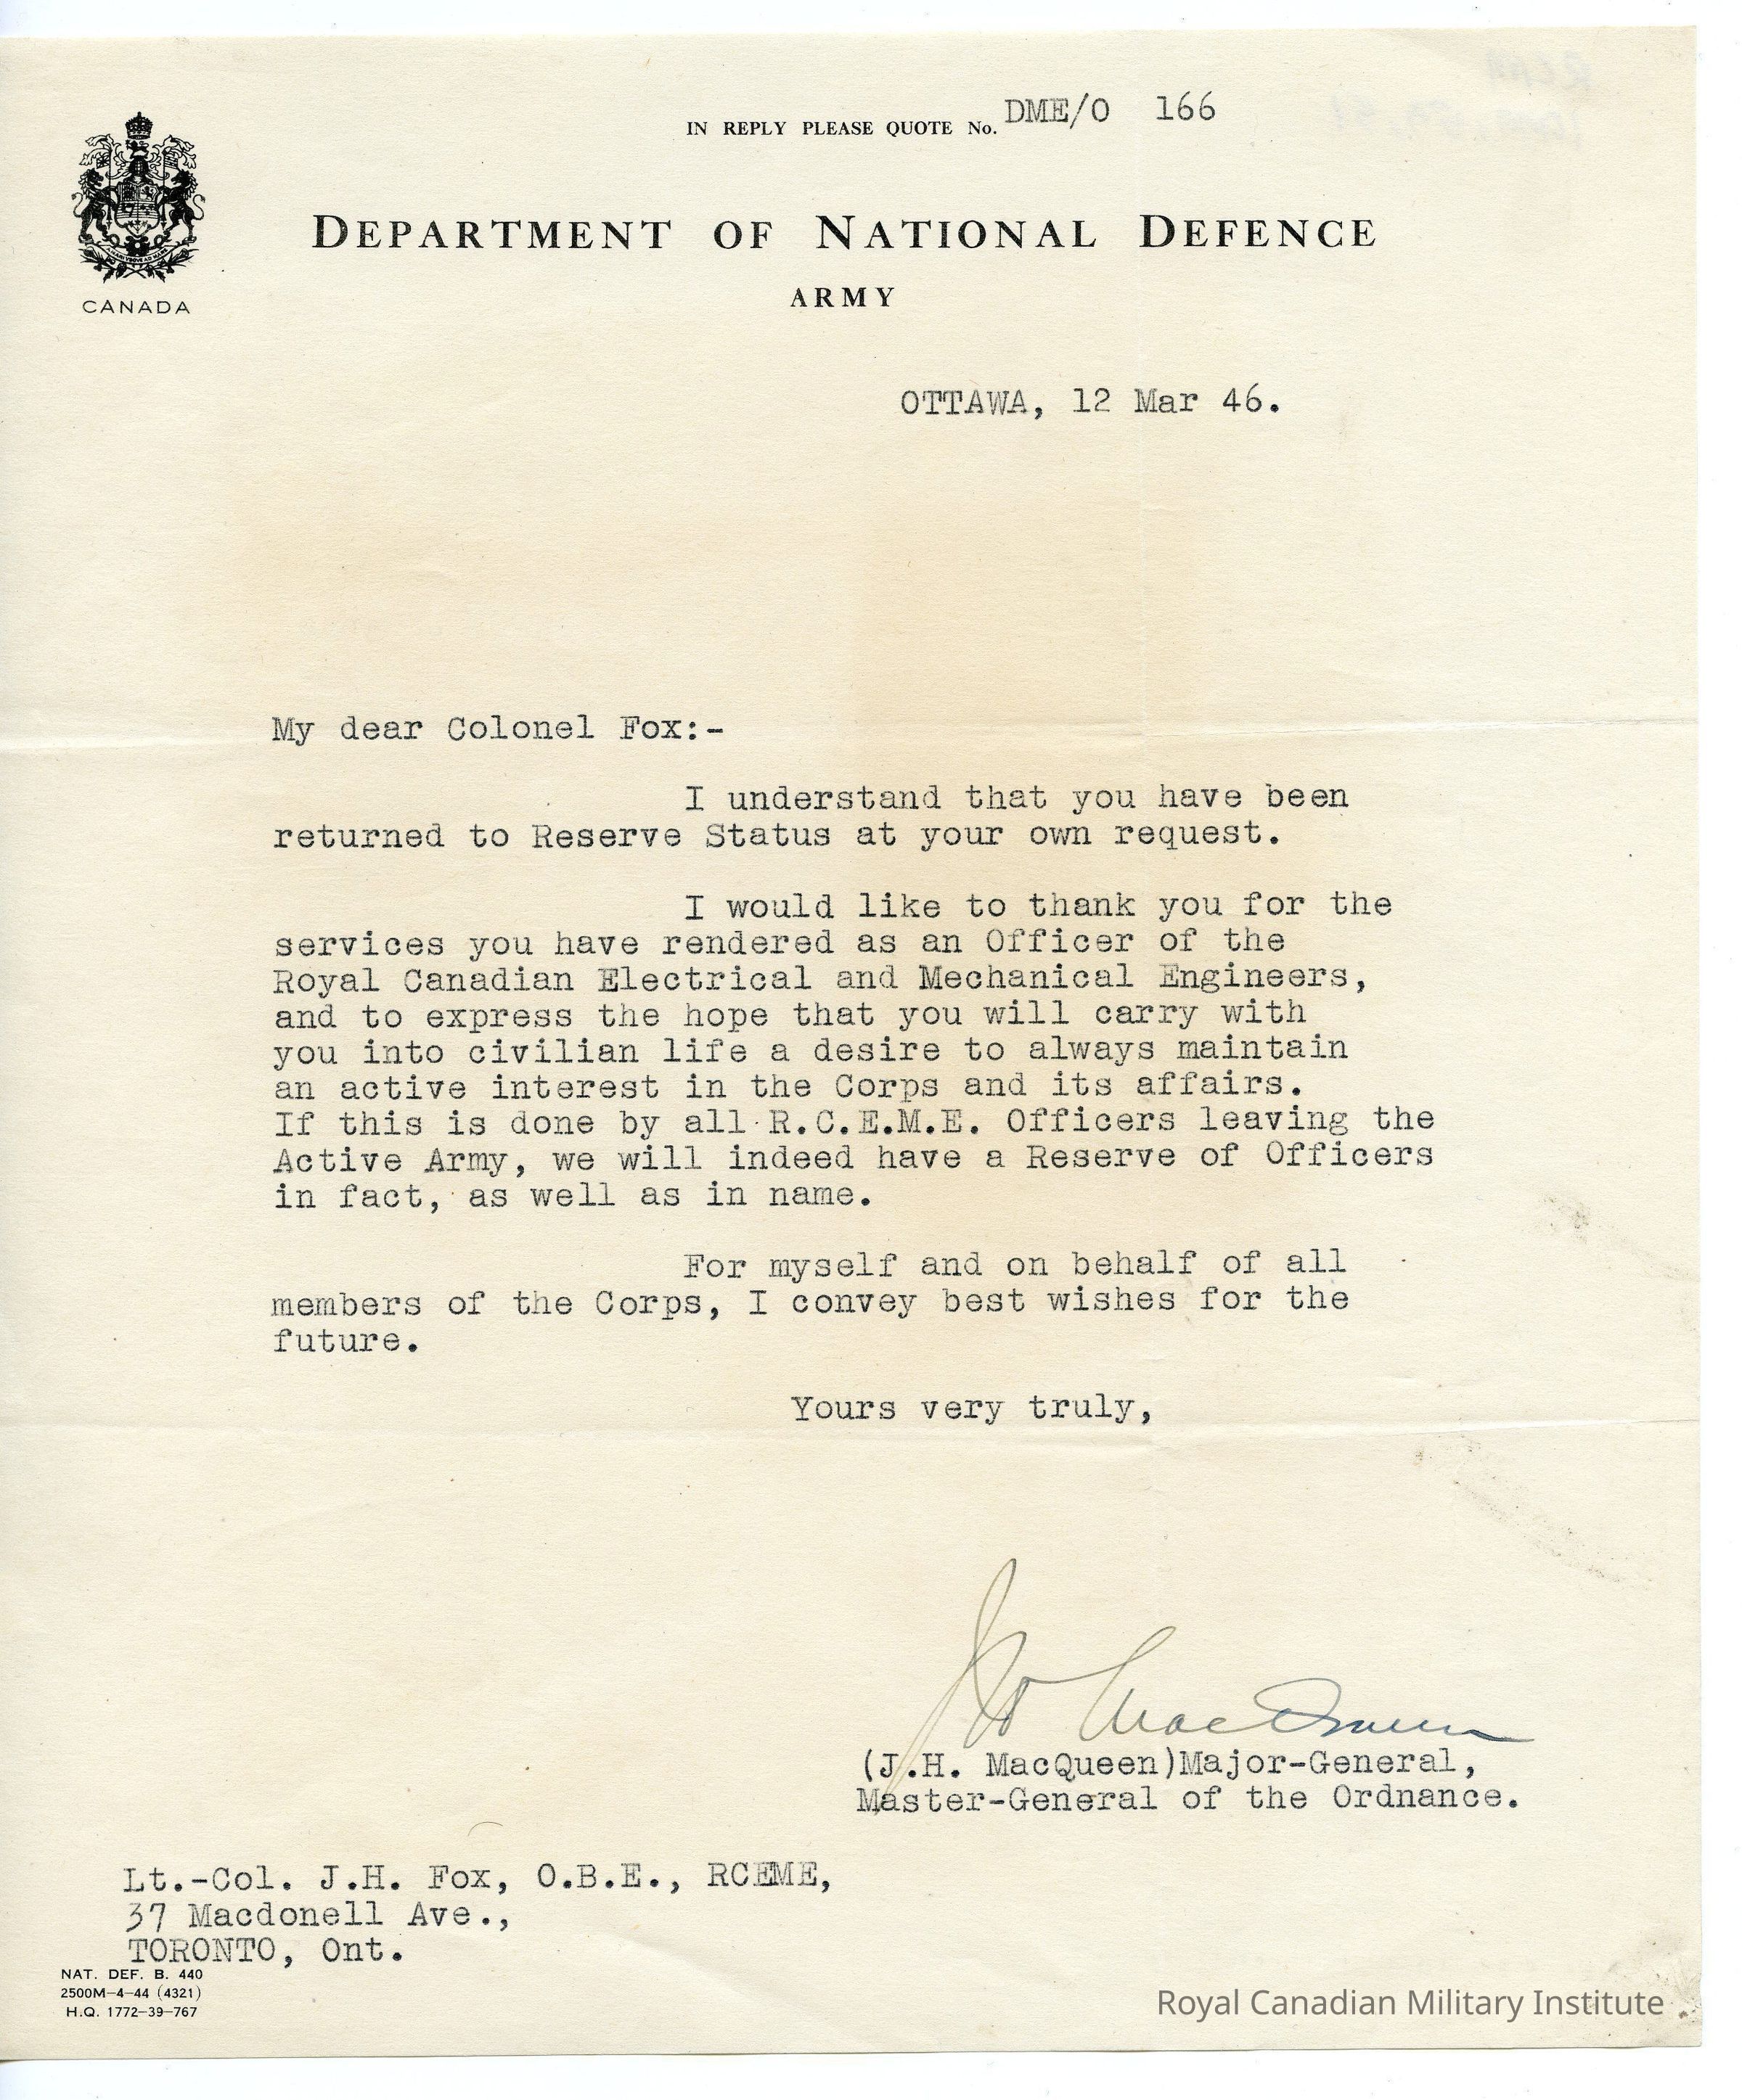 IN REPLY PLEASE QUOTE No. DME/O 166
DEPARTMENT OF NATIONAL DEFENCE
ARMY
CANADA
OTTAWA, 12 Mar 46.
My dear Colonel Fox:-
I understand that you have been
returned to Reserve Status at your own request.
I would like to thank you for the
services you have rendered as an Officer of the
Royal Canadian Electrical and Mechanical Engineers,
and to express the hope that you will carry with
you into civilian life a desire to always maintain
an active interest in the Corps and its affairs.
If this is done by all R.C.E.M.E. Officers leaving the
Active Army, we will indeed have a Reserve of Officers
in fact, as well as in name.
For myself and on behalf of all
members of the Corps, I convey best wishes for the
future.
Yours very truly,
JH MacQueen
(J.H. MacQueen)Major-General,
Master-General of the Ordnance.
Lt.-Col. J.H. Fox, O.B.E., RCEME,
37 Macdonell Ave.,
TORONTO, Ont.
NAT. DEF. B. 440
2500M-4-44 (4321)
H.Q. 1772-39-767
Royal Canadian Military Institute